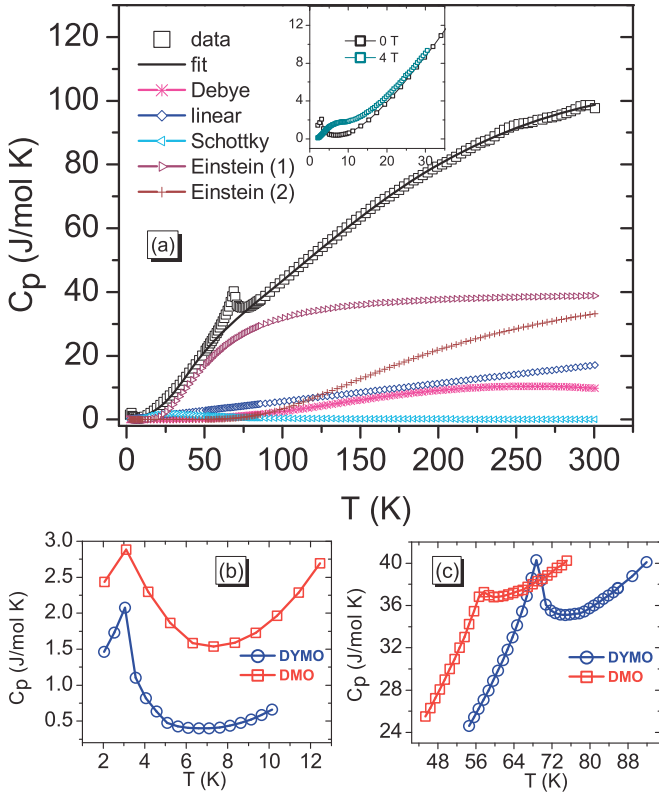 120
100
80
60
40
20
0
Cp (J/mol K)
data
fit
Debye
linear
Schottky
Einstein (1)
Einstein (2)
(a)
12
8
4
0
0 T
4 T
0 10 20 30
0 50 100 150 200 250 300
T (K)
3.0
2.5
2.0
1.5
1.0
0.5
Cp (J/mol K)
(b)
DYMO
DMO
2 4 6 8 10 12
T (K)
40
36
32
28
24
Cp (J/mol K)
(c)
DYMO
DMO
48 56 64 72 80 88
T (K)